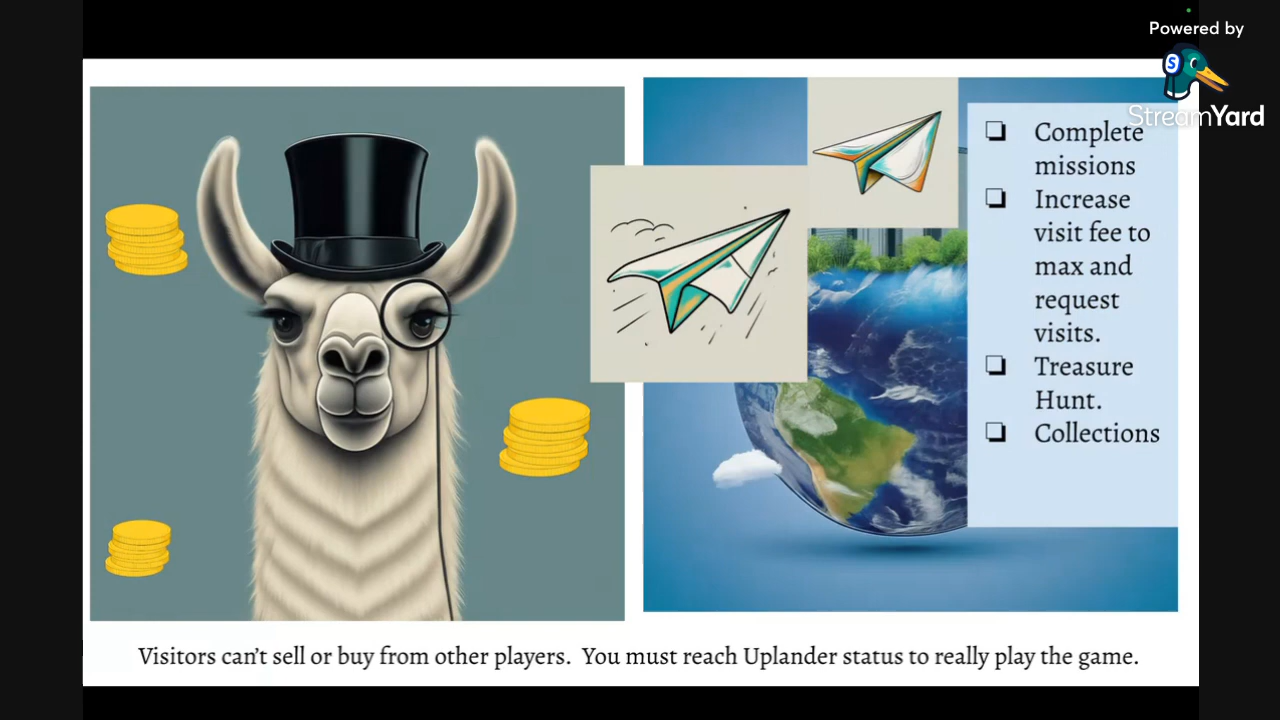 Powered by
S
StreamYard
❏ Complete
missions
❏ Increase
visit fee to
max and
request
visits.
❏ Treasure
Hunt.
❏ Collections
Visitors can't sell or buy from other players.  You must reach Uplander status to really play the game.